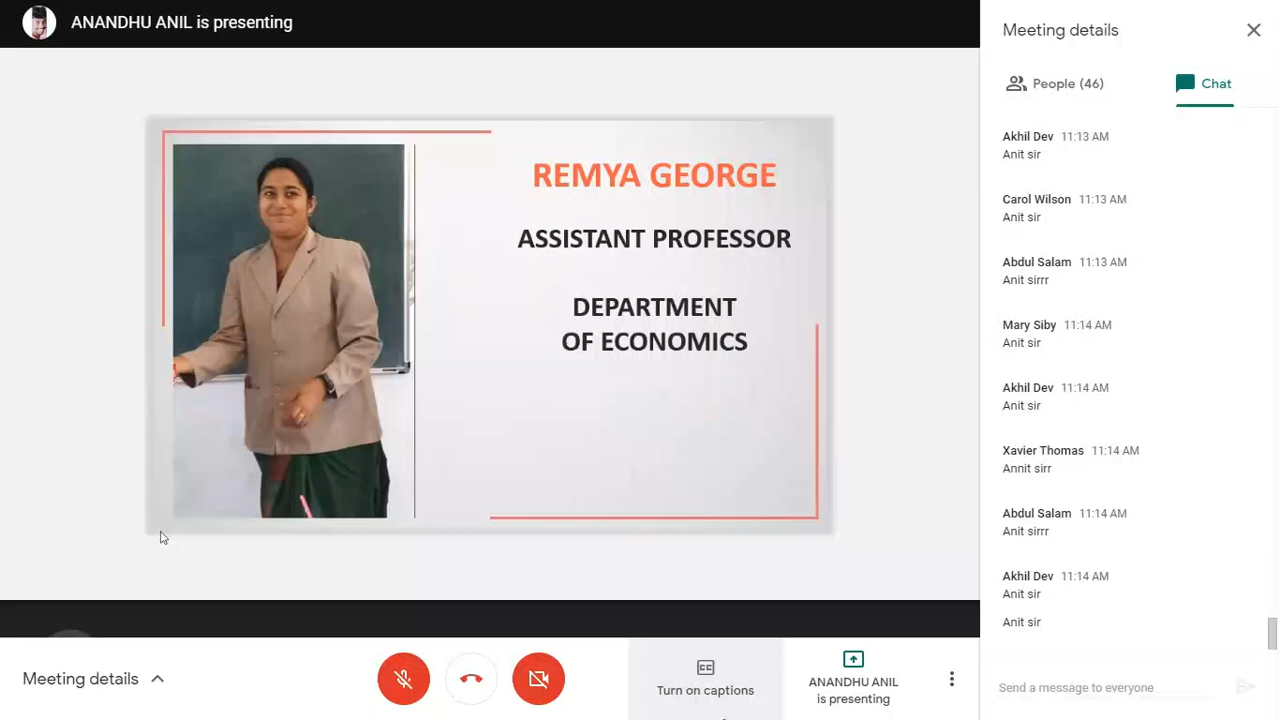 ANANDHU ANIL is presenting
REMYA GEORGE
ASSISTANT PROFESSOR
DEPARTMENT
OF ECONOMICS
Meeting details
People (46)
Chat
Akhil Dev 11:13 AM
Anit sir
Carol Wilson 11:13 AM
Anit sir
Abdul Salam 11:13 AM
Anit sirrr
Mary Siby 11:14 AM
Anit sir
Akhil Dev 11:14 AM
Anit sir
Xavier Thomas 11:14 AM
Annit sirr
Abdul Salam 11:14 AM
Anit sirrr
Akhil Dev 11:14 AM
Anit sir
Anit sir
Send a message to everyone
Meeting details
CC
Turn on captions
ANANDHU ANIL
is presenting